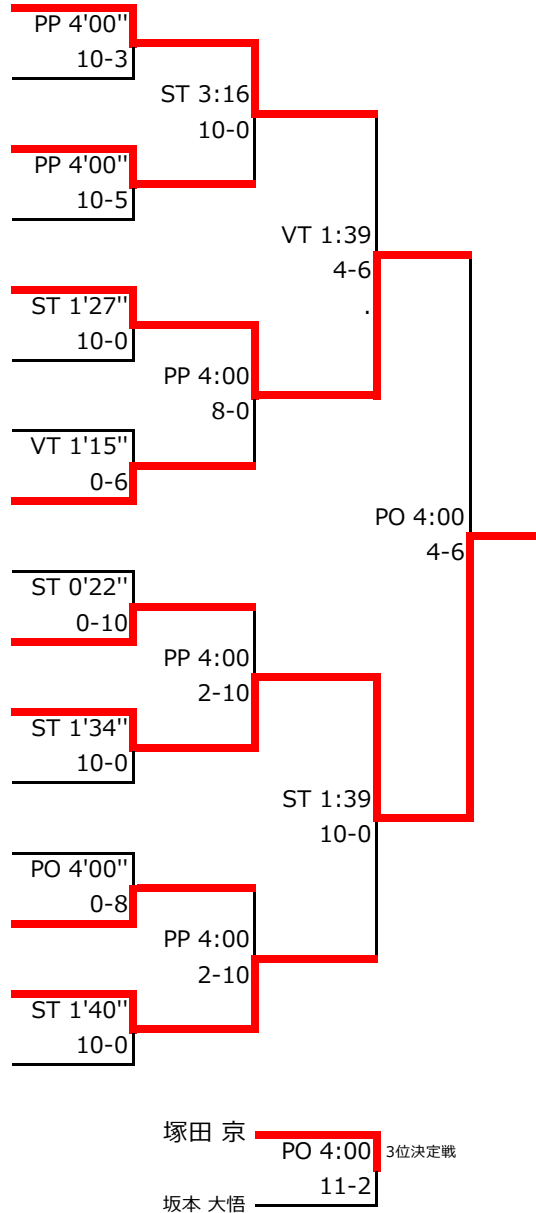 PP 4'00''
10-3
ST 3:16
10-0
PP 4'00''
10-5
VT 1:39
4-6
.
ST 1'27''
10-0
PP 4:00
8-0
VT 1'15''
0-6
PO 4:00
4-6
ST 0'22''
0-10
PP 4:00
2-10
ST 1'34''
10-0
ST 1:39
10-0
PO 4'00''
0-8
PP 4:00
2-10
ST 1'40''
10-0
塚田 京
PO 4:00 3位決定戦
11-2
坂本 大悟